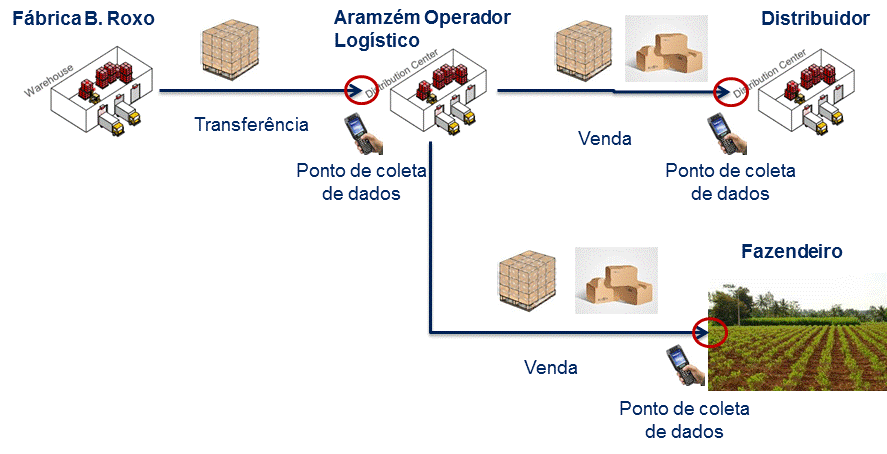 Fábrica B. Roxo
Aramzém Operador
Logístico
Distribuidor
Warehouse
Distribution Center
Distribution Center
Transferência
Venda
Ponto de coleta
de dados
Ponto de coleta
de dados
Fazendeiro
Venda
Ponto de coleta
de dados